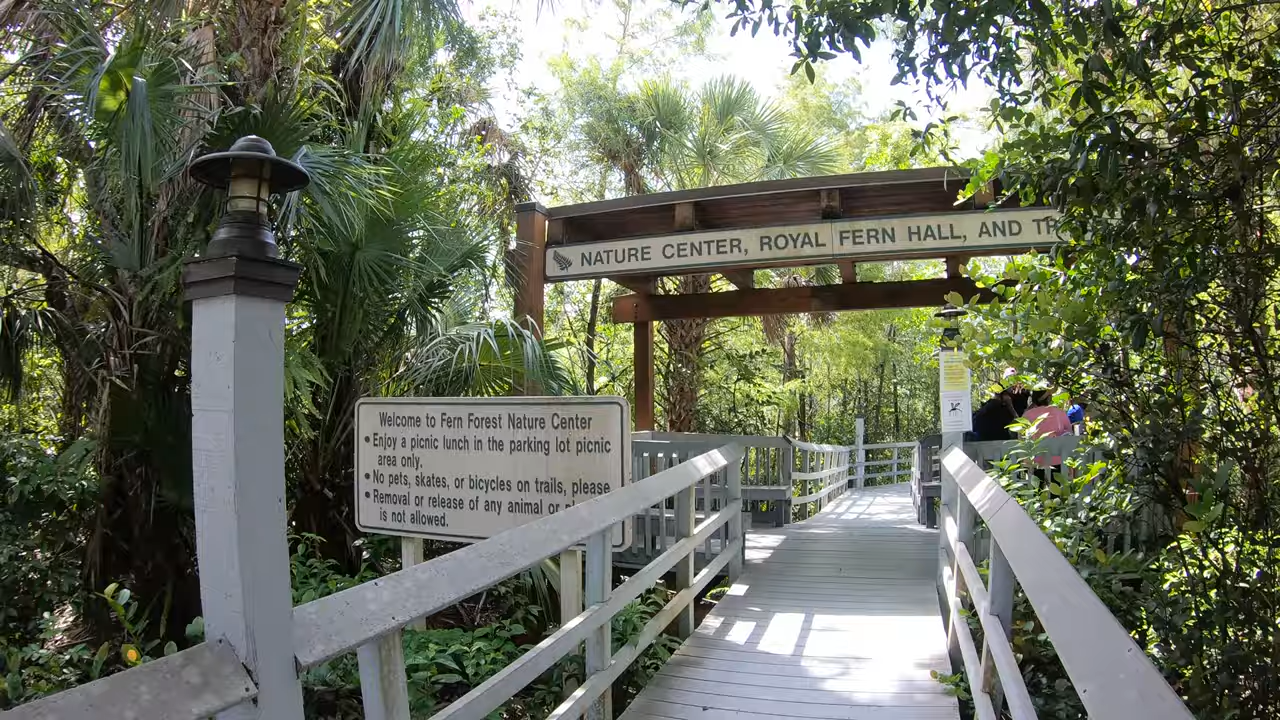 NATURE CENTER, ROYAL FERN HALL, AND
Welcome to Fern Forest Nature Center
• Enjoy a picnic lunch in the parking lot picnic
area only.
• No pets, skates, or bicycles on trails, please
• Removal or release of any animal or
is not allowed.